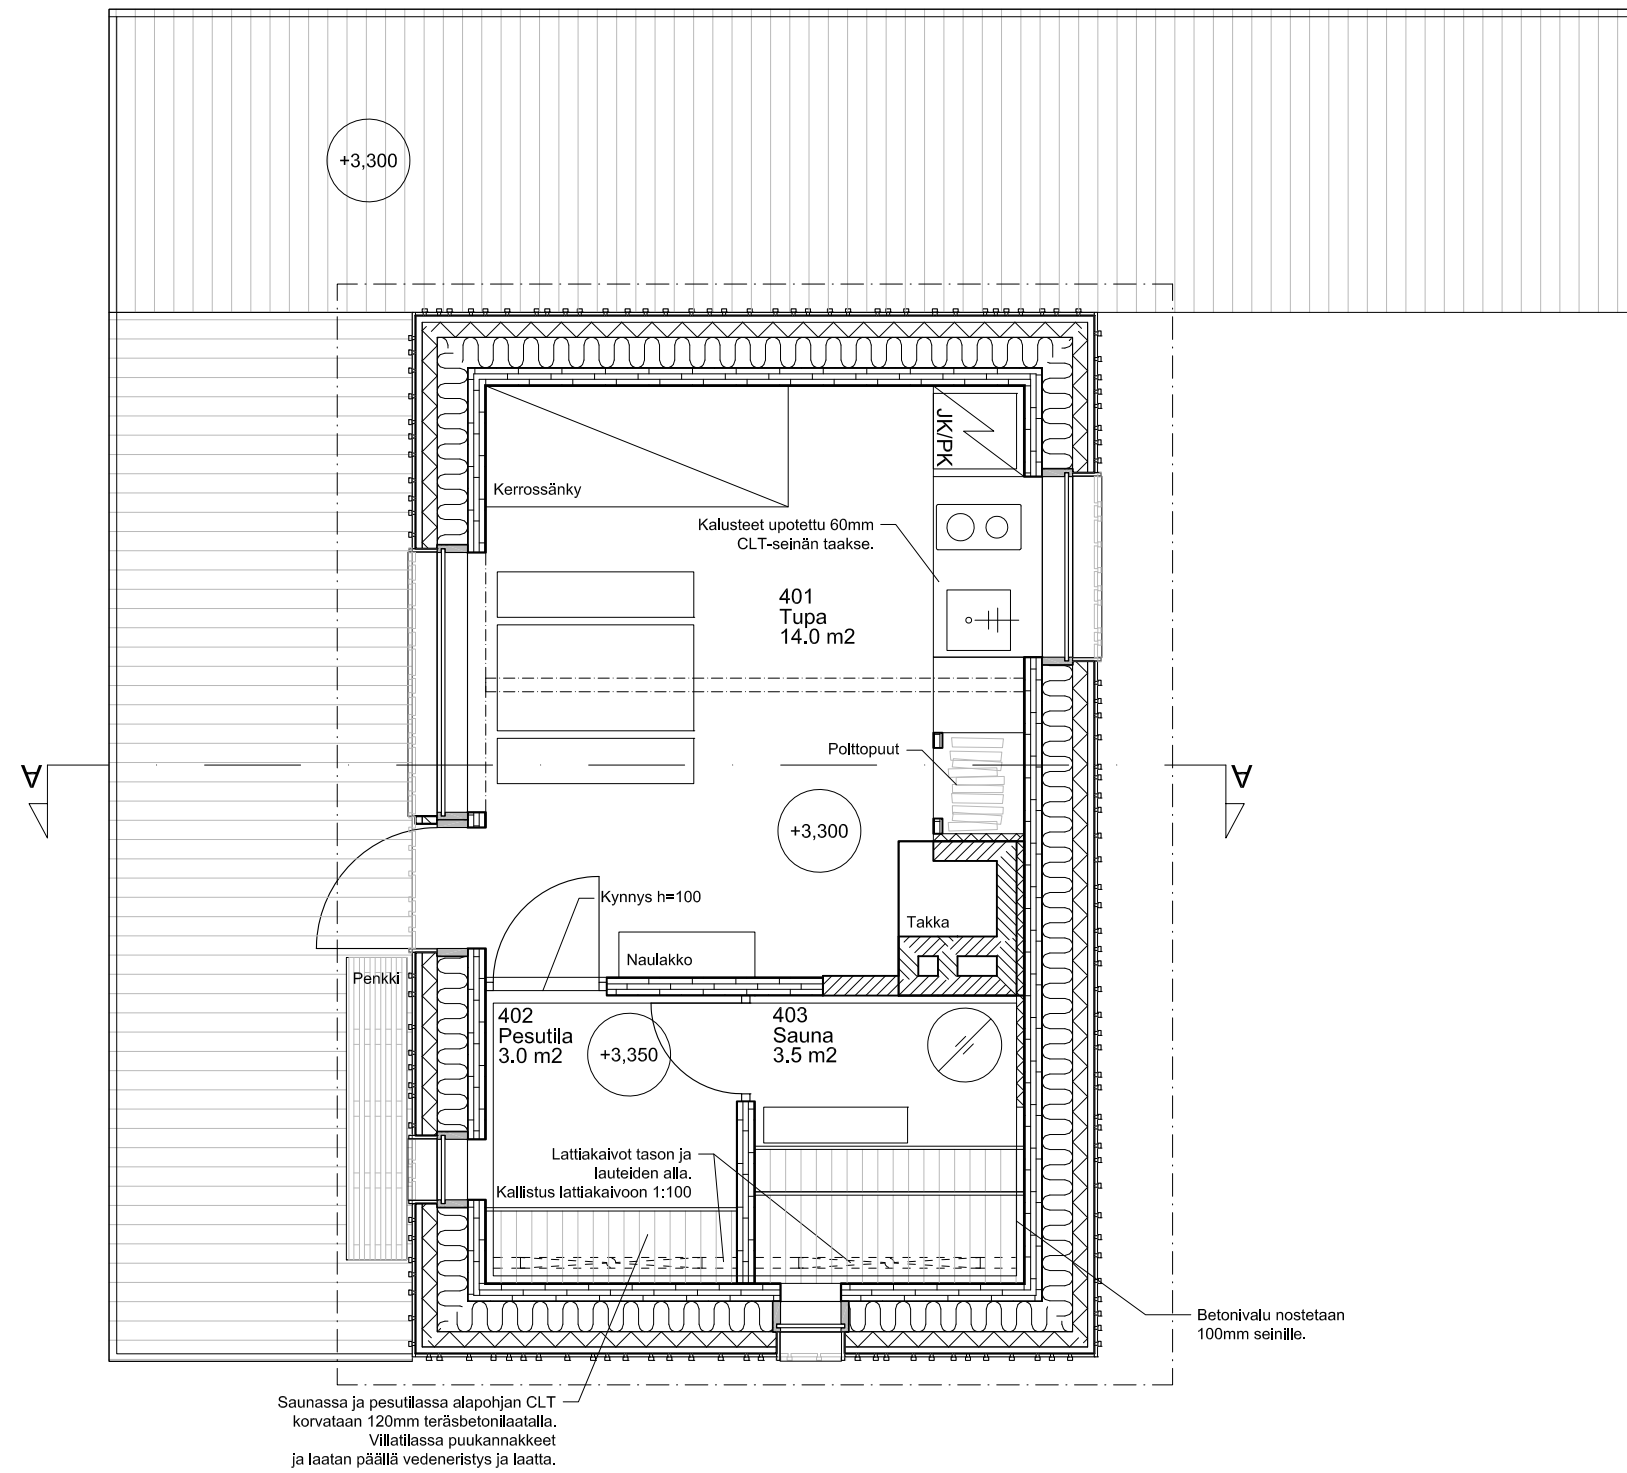 +3,300
JK/PK
Kerrossänky
Kalusteet upotettu 60mm
CLT-seinän taakse.
401
Tupa
14.0 m2
Polttopuut
A
A
+3,300
Kynnys h=100
Takka
Naulakko
Penkki
402
Pesutila
3.0 m2
+3,350
403
Sauna
3.5 m2
Lattiakaivot tason ja
lauteiden alla.
Kallistus lattiakaivoon 1:100
Betonivalu nostetaan
100mm seinille.
Saunassa ja pesutilassa alapohjan CLT
korvataan 120mm teräsbetonilaatalla.
Villatilassa puukannakkeet
ja laatan päällä vedeneristys ja laatta.